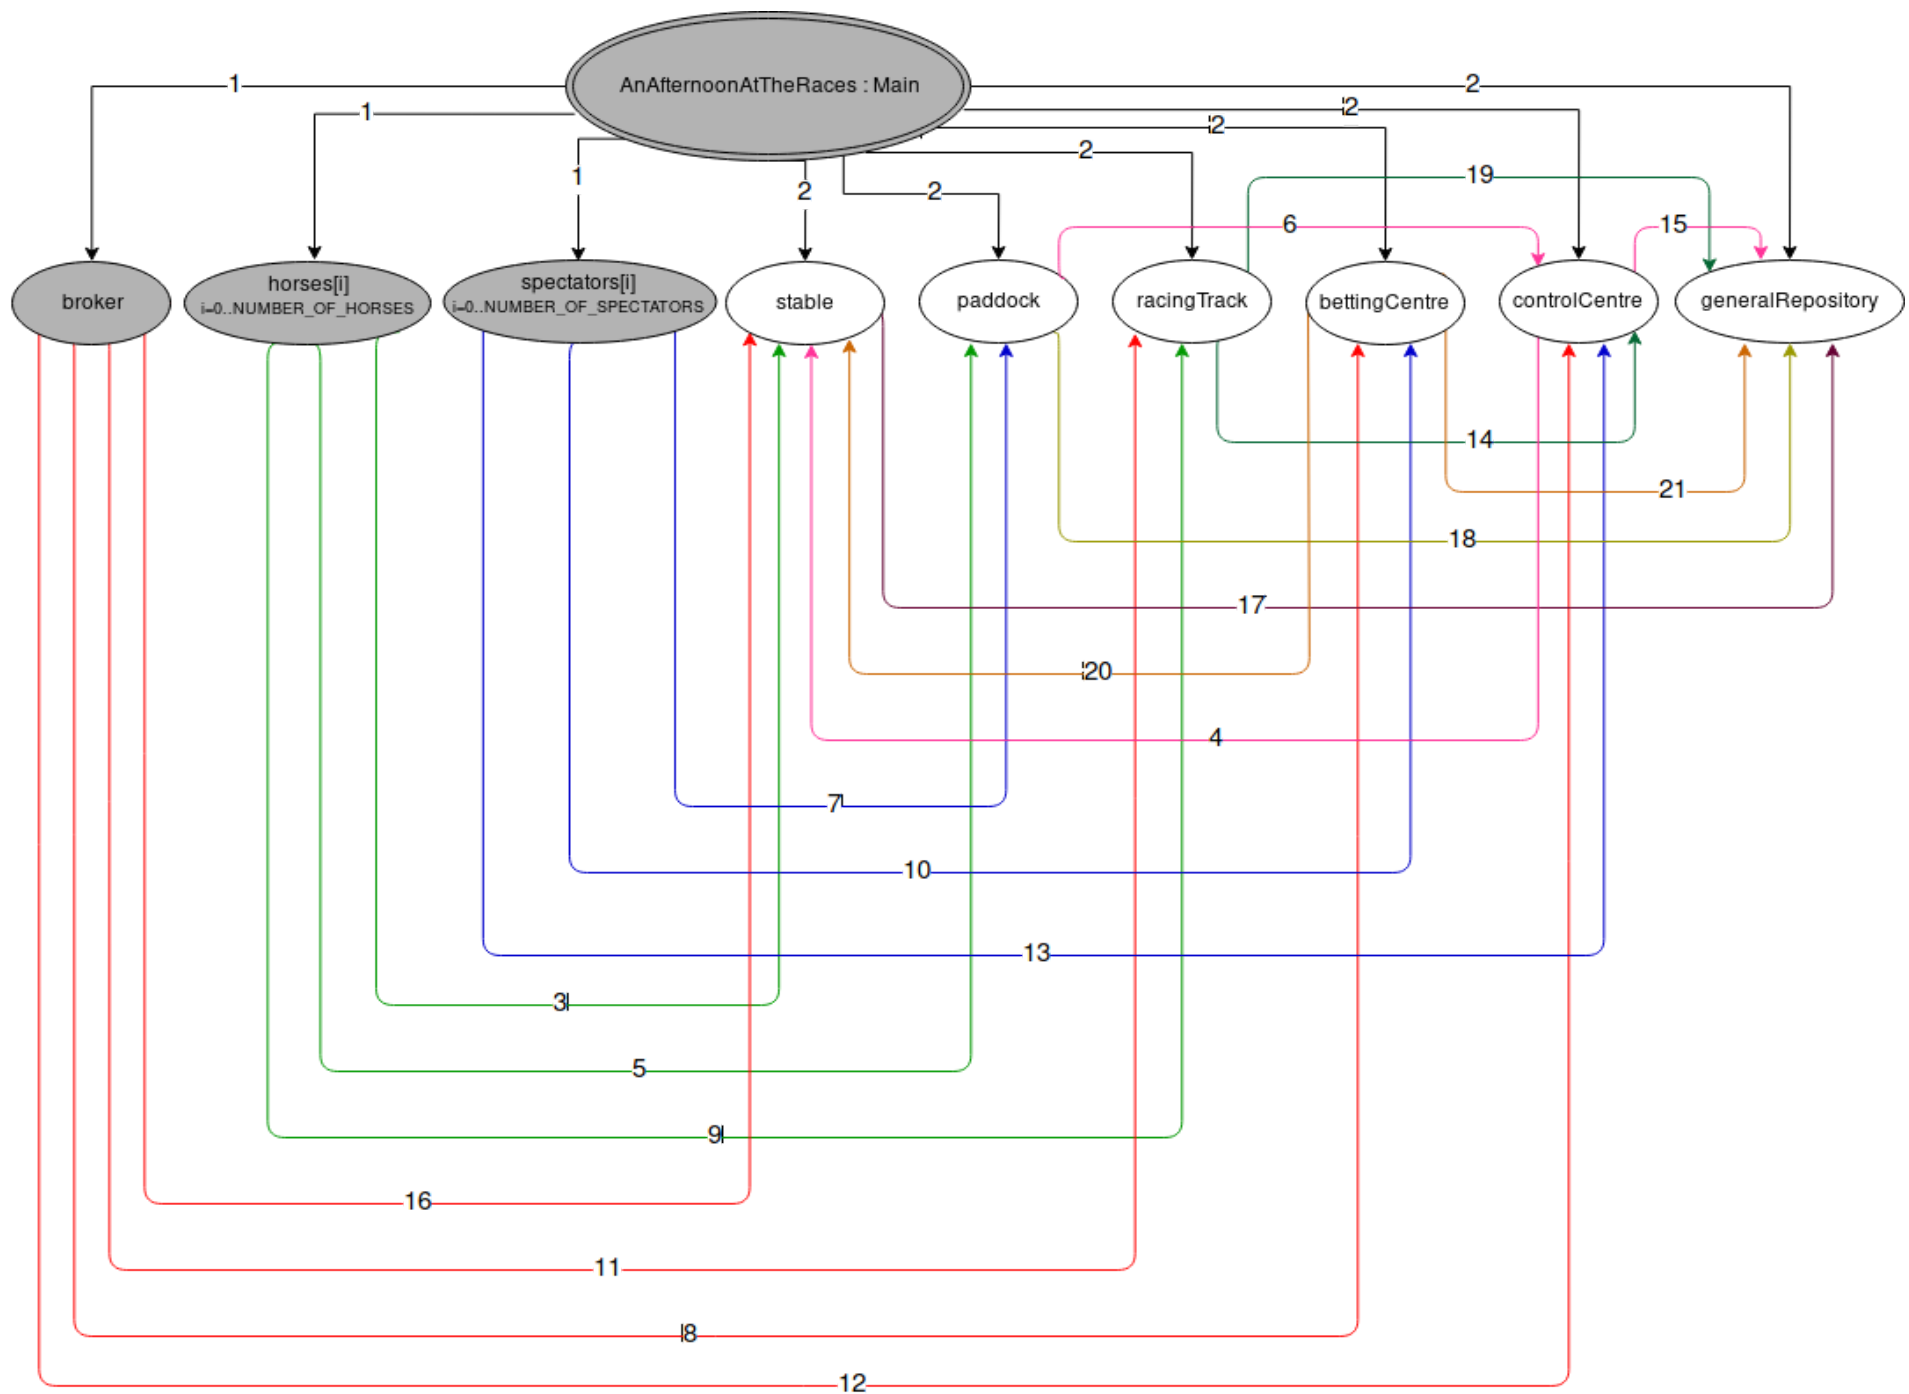 AnAfternoonAtTheRaces : Main
1
2
1
2
2
2
1
2
2
19
6
15
broker
horses[i]
i=0..NUMBER_OF_HORSES
spectators[i]
i=0..NUMBER_OF_SPECTATORS
stable
paddock
racingTrack
bettingCentre
controlCentre
generalRepository
14
21
18
17
20
4
7
10
13
3
5
9
16
11
8
12